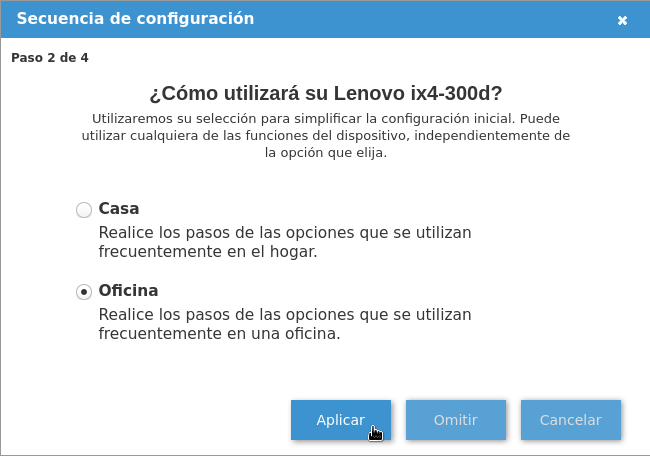 Secuencia de configuración
Paso 2 de 4
¿Cómo utilizará su Lenovo ix4-300d?
Utilizaremos su selección para simplificar la configuración inicial. Puede
utilizar cualquiera de las funciones del dispositivo, independientemente de
la opción que elija.
Casa
Realice los pasos de las opciones que se utilizan
frecuentemente en el hogar.
Oficina
Realice los pasos de las opciones que se utilizan
frecuentemente en una oficina.
Aplicar Omitir Cancelar